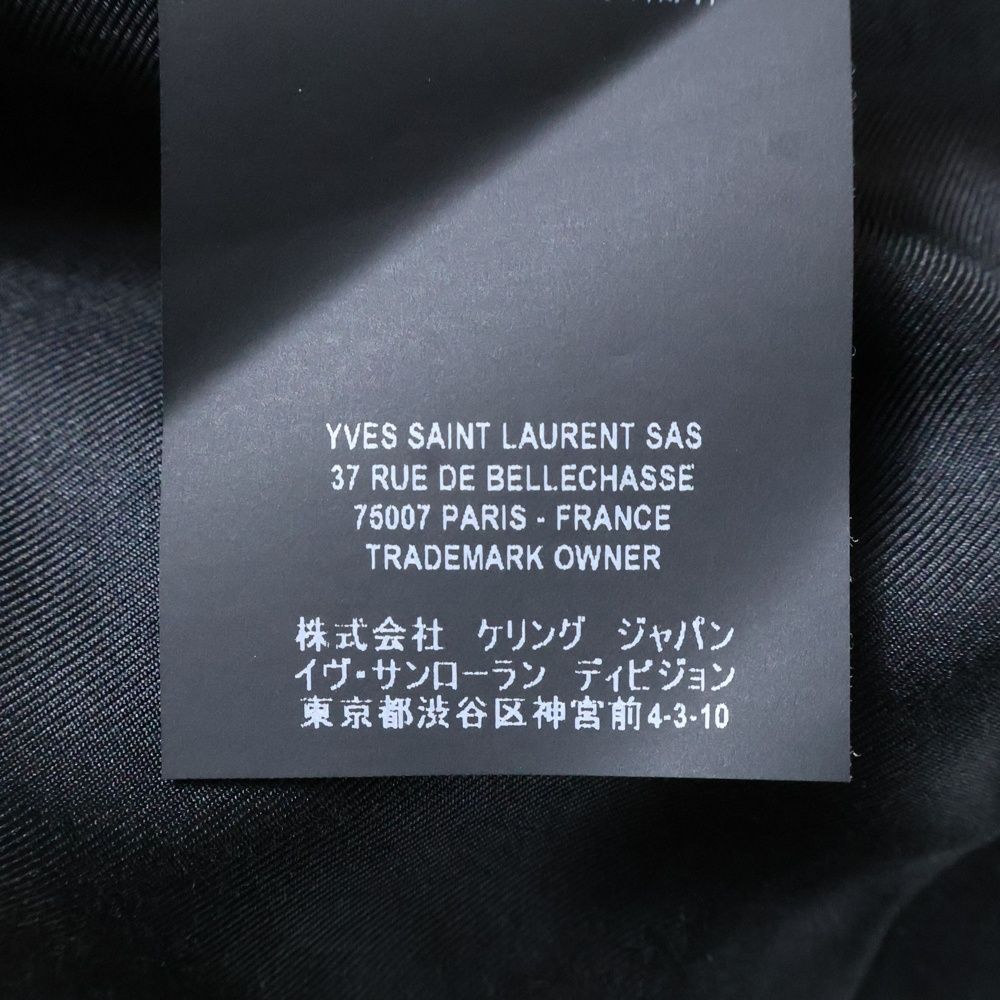 YVES SAINT LAURENT SAS
37 RUE DE BELLECHASSE
75007 PARIS - FRANCE
TRADEMARK OWNER
株式会社 ケリング ジャパン
イヴ・サンローラン ディビジョン
東京都渋谷区神宮前4-3-10